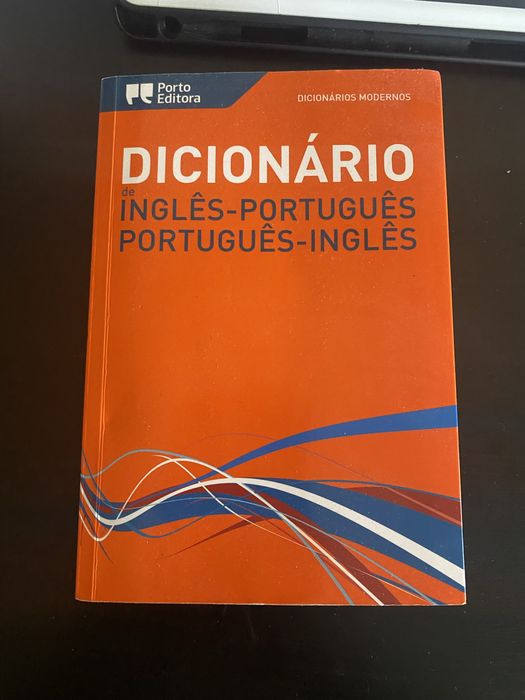 Porto
Editora
DICIONÁRIOS MODERNOS
DICIONÁRIO
de
INGLÊS-PORTUGUÊS
PORTUGUÊS-INGLÊS